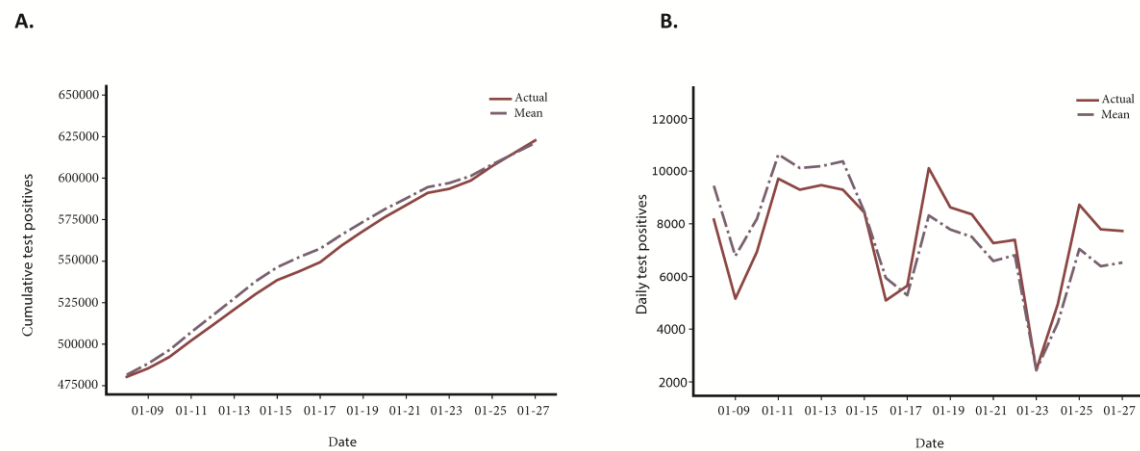 A.
B.
Cumulative test positives
650000
625000
600000
575000
550000
525000
500000
475000
Actual
Mean
01-09 01-11 01-13 01-15 01-17 01-19 01-21 01-23 01-25 01-27
Date
Daily test positives
12000
10000
8000
6000
4000
2000
Actual
Mean
01-09 01-11 01-13 01-15 01-17 01-19 01-21 01-23 01-25 01-27
Date